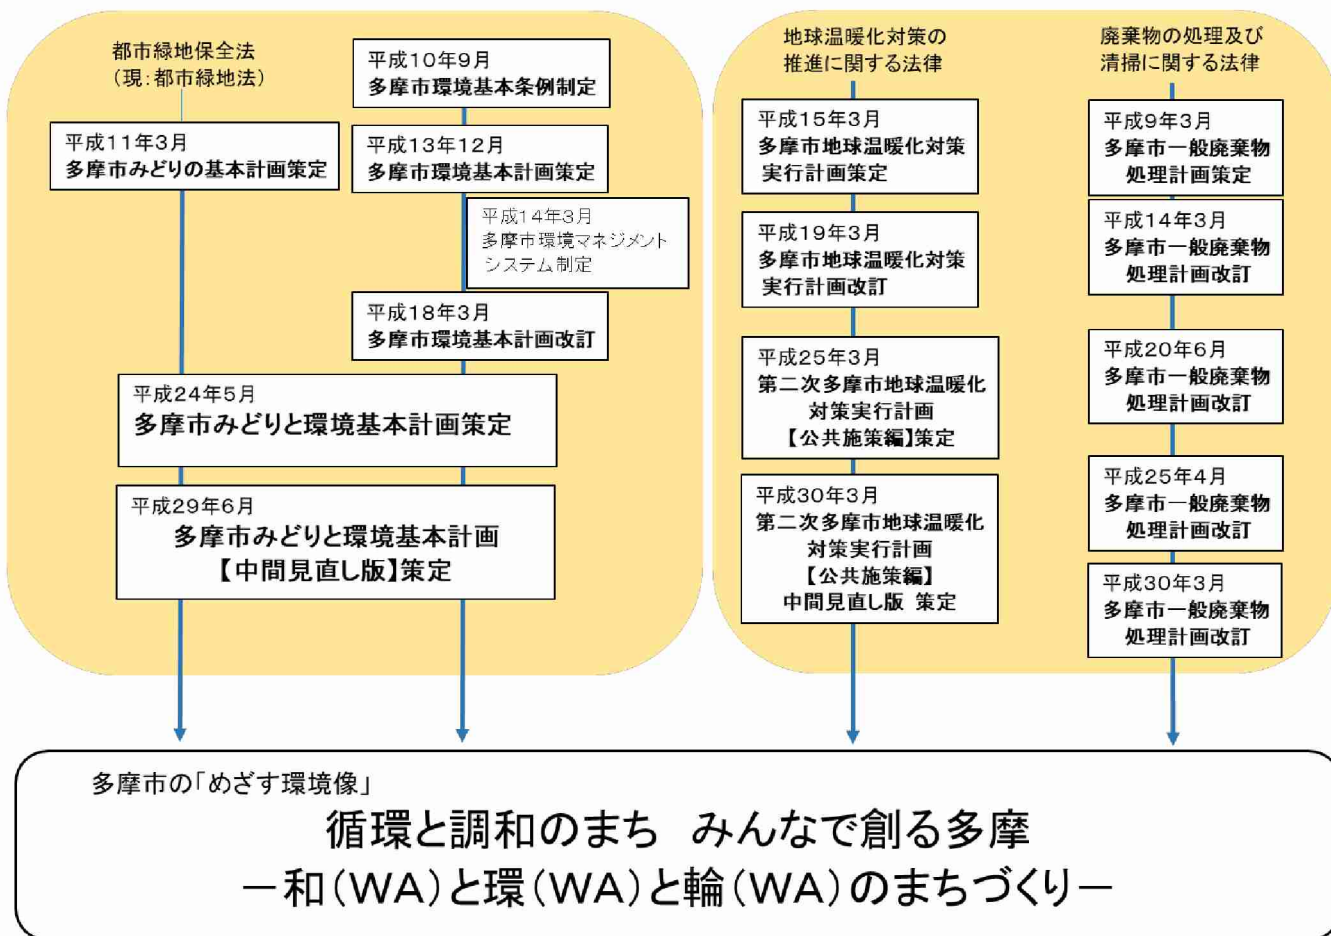 都市緑地保全法
（現：都市緑地法）
平成１１年３月
多摩市みどりの基本計画策定
平成１０年９月
多摩市環境基本条例制定
平成１３年１２月
多摩市環境基本計画策定
平成１４年３月
多摩市環境マネジメント
システム制定
平成１８年３月
多摩市環境基本計画改訂
平成２４年５月
多摩市みどりと環境基本計画策定
平成２９年６月
多摩市みどりと環境基本計画
【中間見直し版】策定
地球温暖化対策の
推進に関する法律
平成１５年３月
多摩市地球温暖化対策
実行計画策定
平成１９年３月
多摩市地球温暖化対策
実行計画改訂
平成２５年３月
第二次多摩市地球温暖化
対策実行計画
【公共施策編】策定
平成３０年３月
第二次多摩市地球温暖化
対策実行計画
【公共施策編】
中間見直し版 策定
廃棄物の処理及び
清掃に関する法律
平成９年３月
多摩市一般廃棄物
処理計画策定
平成１４年３月
多摩市一般廃棄物
処理計画改訂
平成２０年６月
多摩市一般廃棄物
処理計画改訂
平成２５年４月
多摩市一般廃棄物
処理計画改訂
平成３０年３月
多摩市一般廃棄物
処理計画改訂
多摩市の「めざす環境像」
循環と調和のまち　みんなで創る多摩
－和（ＷＡ）と環（ＷＡ）と輪（ＷＡ）のまちづくり－